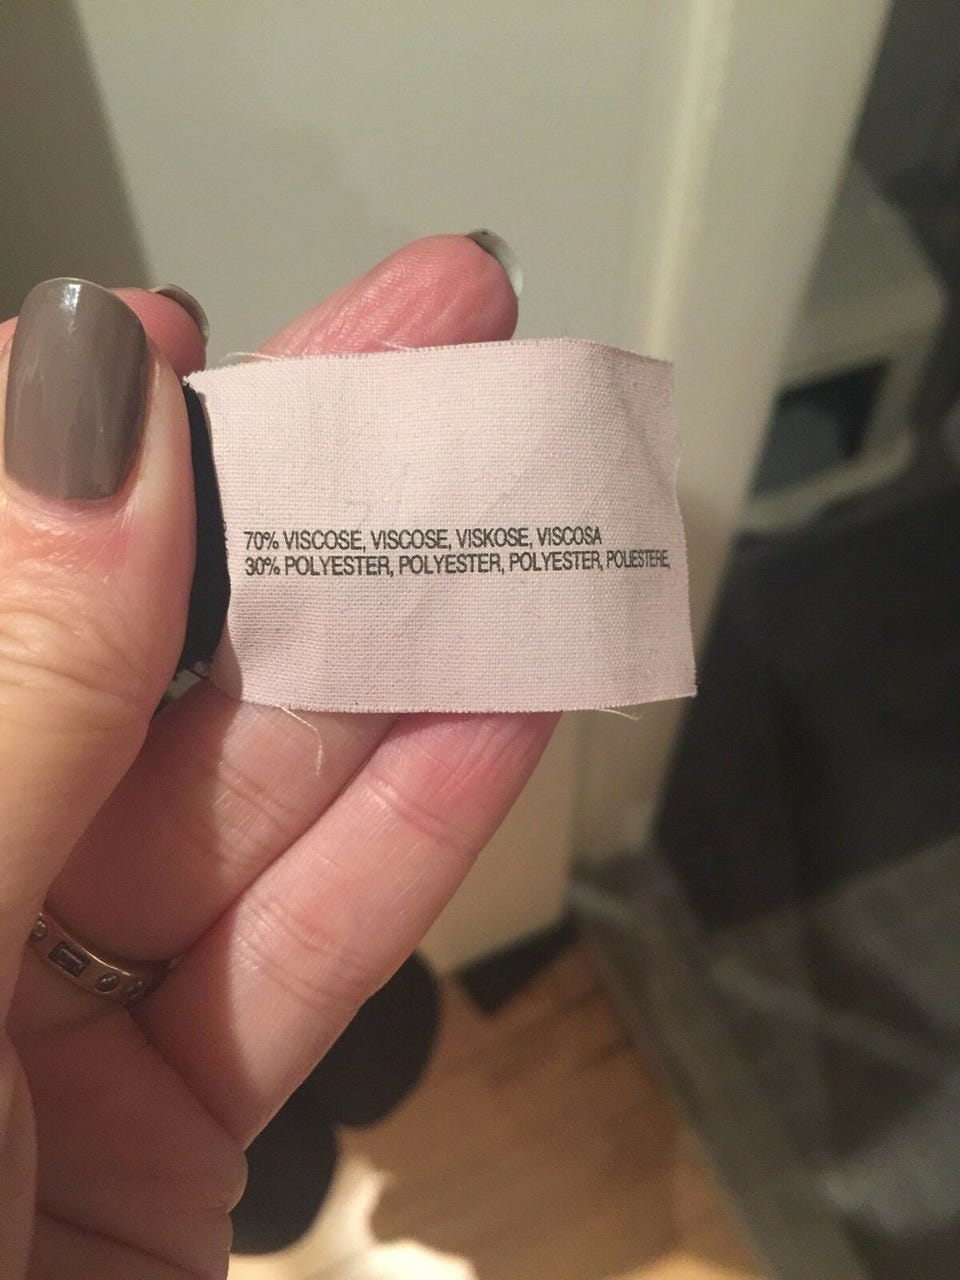 70% VISCOSE, VISCOSE, VISKOSE, VISCOSA
30% POLYESTER, POLYESTER, POLYESTER, POLIESTERE,